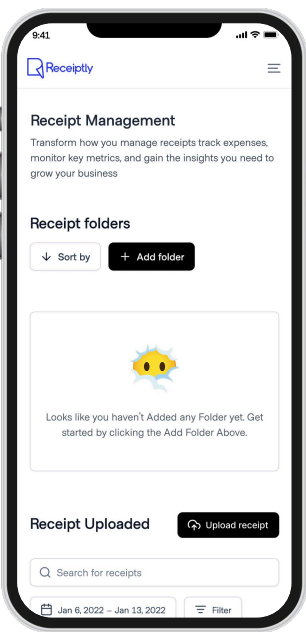 9:41
Receiptly
Receipt Management
Transform how you manage receipts track expenses,
monitor key metrics, and gain the insights you need to
grow your business
Receipt folders
Sort by
Add folder
Looks like you haven't Added any Folder yet. Get
started by clicking the Add Folder Above.
Receipt Uploaded
Upload receipt
Search for receipts
Jan 6, 2022 – Jan 13, 2022
Filter